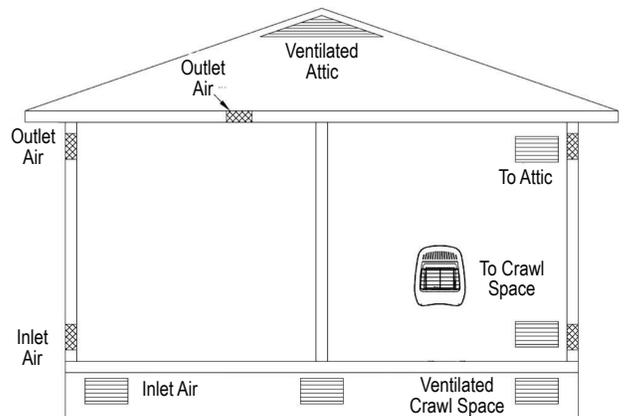 Ventilated
Attic
Outlet
Air
Outlet
Air
To Attic
To Crawl
Space
Inlet
Air
Inlet Air
Ventilated
Crawl Space